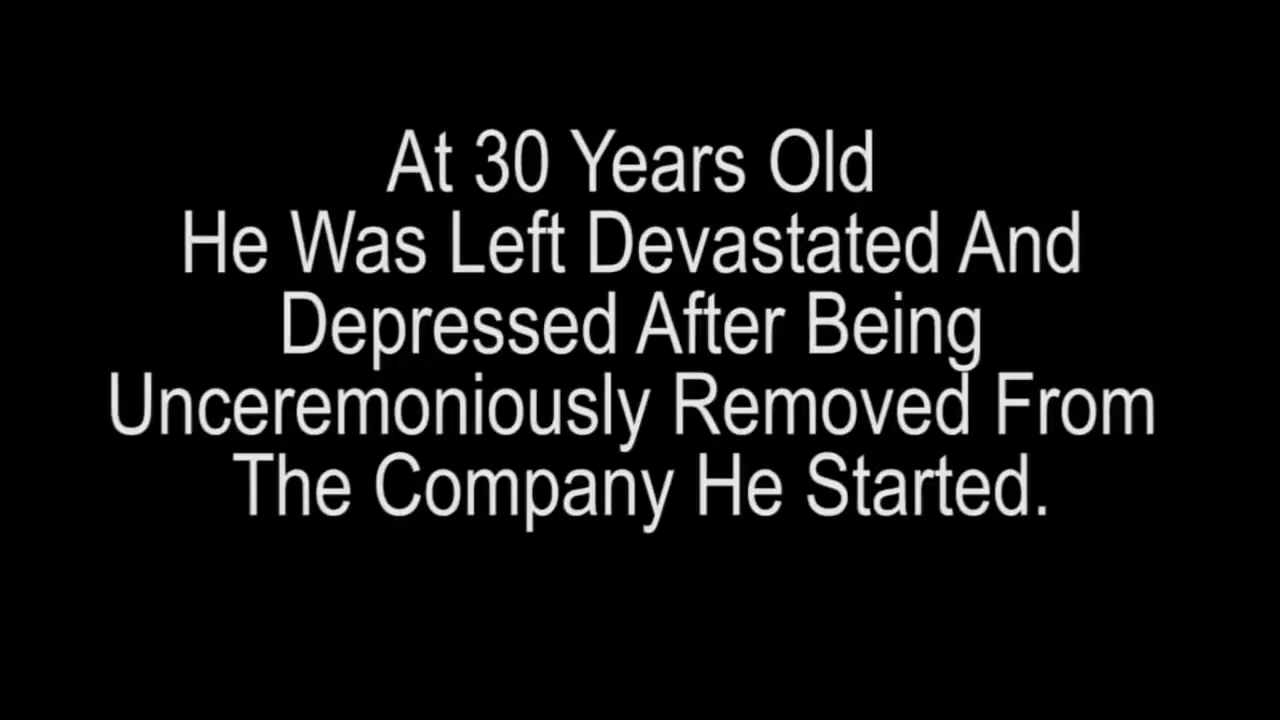 At 30 Years Old
He Was Left Devastated And
Depressed After Being
Unceremoniously Removed From
The Company He Started.